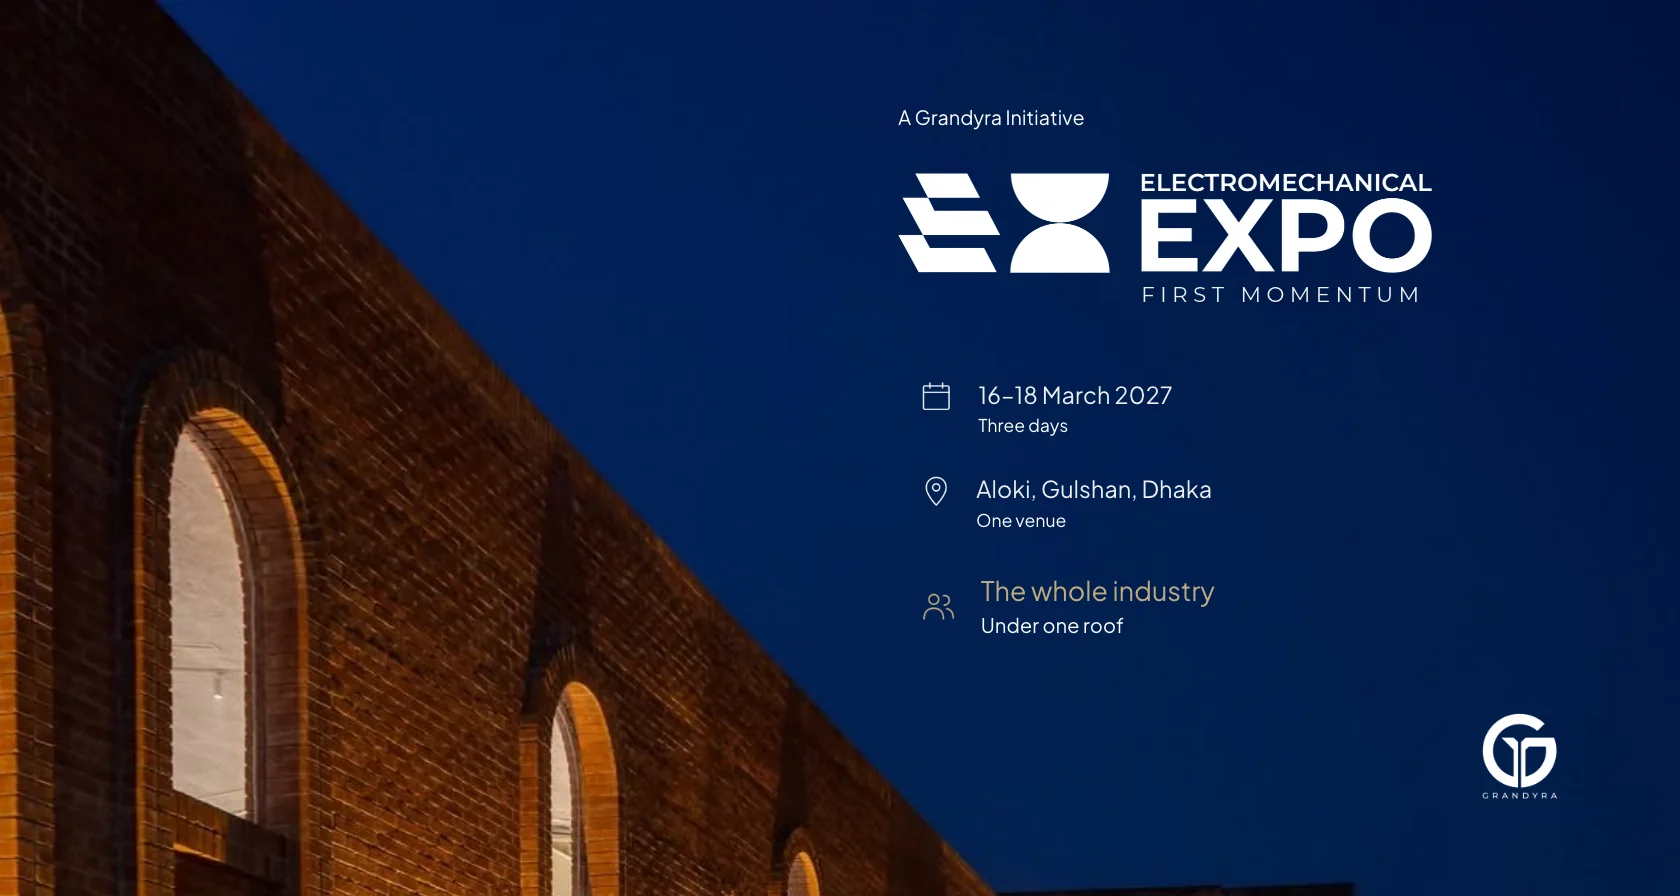 A Grandyra Initiative
ELECTROMECHANICAL
EXPO
FIRST MOMENTUM
16–18 March 2027
Three days
Aloki, Gulshan, Dhaka
One venue
The whole industry
Under one roof
GRANDYRA